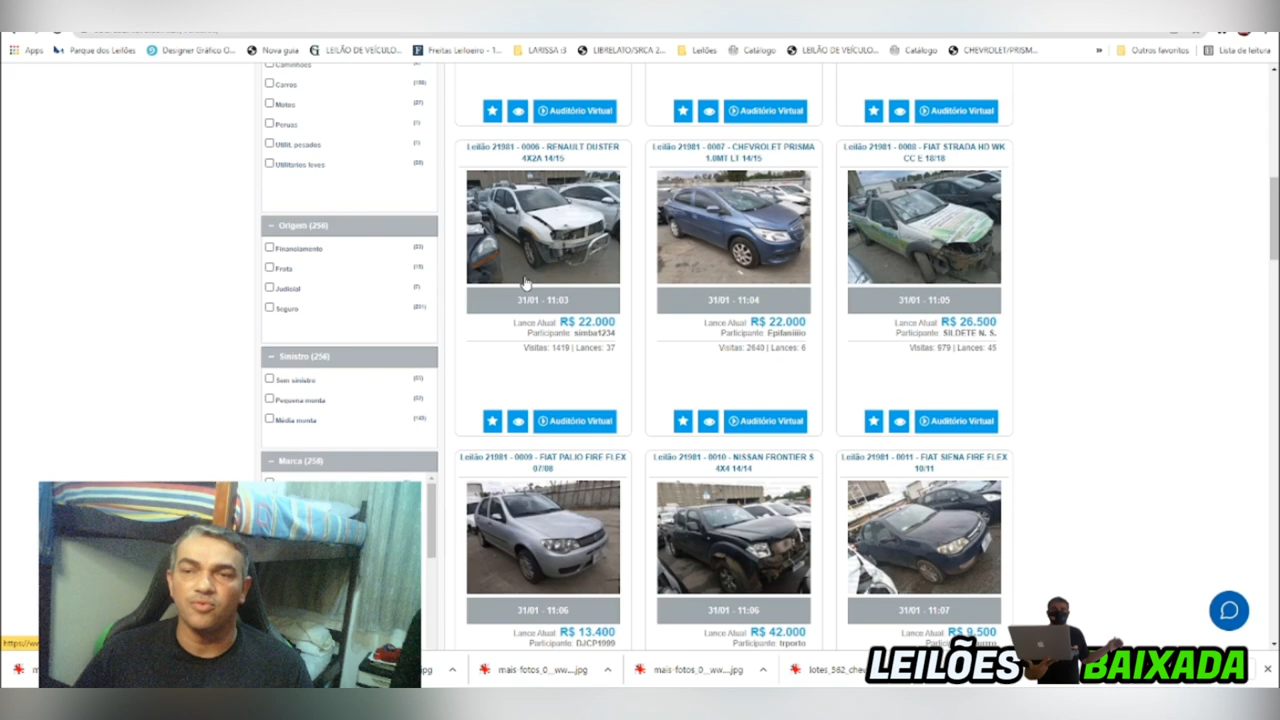 Apps
Parque dos Leilões
Designer Gráfico O...
Nova guia
LEILÃO DE VEÍCULO...
Freitas Leiloeiro - 1...
LARISSA :3
LIBRELATO/SRCA 2...
Leilões
Catálogo
LEILÃO DE VEÍCULO...
Catálogo
CHEVROLET/PRISM...
»
Outros favoritos
Lista de leitura
Caminhões
Carros
Motos
Peruas
Utilit. pesados
Utilitarios leves
Auditório Virtual
Auditório Virtual
Auditório Virtual
Origem (256)
Financiamento
Frota
Judicial
Seguro
Sinistro (256)
Sem sinistro
Pequena monta
Média monta
Marca (256)
Leilão 21981 - 0006 - RENAULT DUSTER
4X2A 14/15
31/01 - 11:03
Lance Atual R$ 22.000
Participante simba1234
Visitas: 1419 | Lances: 37
Auditório Virtual
Leilão 21981 - 0007 - CHEVROLET PRISMA
1.0MT LT 14/15
31/01 - 11:04
Lance Atual R$ 22.000
Participante Epifaniiio
Visitas: 2640 | Lances: 6
Auditório Virtual
Leilão 21981 - 0008 - FIAT STRADA HD WK
CC E 18/18
31/01 - 11:05
Lance Atual R$ 26.500
Participante SILDETE N. S.
Visitas: 979 | Lances: 45
Auditório Virtual
Leilão 21981 - 0009 - FIAT PALIO FIRE FLEX
07/08
31/01 - 11:06
Lance Atual R$ 13.400
Participante DJCP1999
Leilão 21981 - 0010 - NISSAN FRONTIER S
4X4 14/14
31/01 - 11:06
Lance Atual R$ 42.000
Participante trporto
Leilão 21981 - 0011 - FIAT SIENA FIRE FLEX
10/11
31/01 - 11:07
Lance Atual R$ 9.500
mais-fotos_0_ww....jpg
mais-fotos_0_ww....jpg
LEILÕES BAIXADA